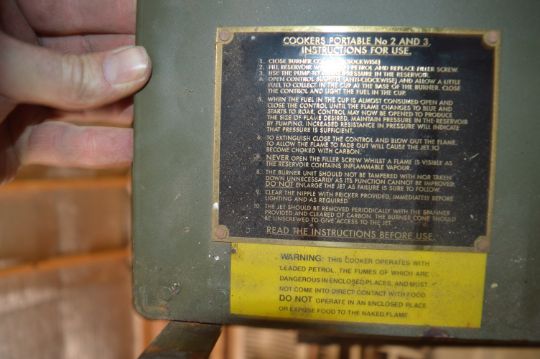 COOKERS PORTABLE No 2 AND 3.
INSTRUCTIONS FOR USE.
1. CLOSE BURNER CONTROL (CLOCKWISE)
2. FILL RESERVOIR WITH PETROL AND REPLACE FILLER SCREW.
3. USE THE PUMP TO RAISE PRESSURE IN THE RESERVOIR.
4. OPEN CONTROL SLIGHTLY (ANTI-CLOCKWISE) AND ALLOW A LITTLE
FUEL TO COLLECT IN THE CUP AT THE BASE OF THE BURNER. CLOSE
THE CONTROL AND LIGHT THE FUEL IN THE CUP.
5. WHEN THE FUEL IN THE CUP IS ALMOST CONSUMED OPEN AND
CLOSE THE CONTROL UNTIL THE FLAME CHANGES TO BLUE AND
STARTS TO ROAR. CONTROL MAY NOW BE OPENED TO PRODUCE
THE SIZE OF FLAME DESIRED. MAINTAIN PRESSURE IN THE RESERVOIR
BY PUMPING, INCREASED RESISTANCE IN PRESSURE WILL INDICATE
THAT PRESSURE IS SUFFICIENT.
6. TO EXTINGUISH CLOSE THE CONTROL AND BLOW OUT THE FLAME.
TO ALLOW THE FLAME TO FADE OUT WILL CAUSE THE JET TO
BECOME CHOKED WITH CARBON.
7. NEVER OPEN THE FILLER SCREW WHILST A FLAME IS VISIBLE AS
THE RESERVOIR CONTAINS INFLAMMABLE VAPOUR.
8. THE BURNER UNIT SHOULD NOT BE TAMPERED WITH NOR TAKEN
DOWN UNNECESSARILY AS ITS FUNCTION CANNOT BE IMPROVED
DO NOT ENLARGE THE JET AS FAILURE IS SURE TO FOLLOW.
9. CLEAR THE NIPPLE WITH PRICKER PROVIDED, IMMEDIATELY BEFORE
LIGHTING AND AS REQUIRED
10. THE JET SHOULD BE REMOVED PERIODICALLY WITH THE SPANNER
PROVIDED AND CLEARED OF CARBON. THE BURNER CONE SHOULD
BE UNSCREWED TO GIVE ACCESS TO THE JET.
READ THE INSTRUCTIONS BEFORE USE.
WARNING: THIS COOKER OPERATES WITH
LEADED PETROL. THE FUMES OF WHICH ARE
DANGEROUS IN ENCLOSED PLACES, AND MUST
NOT COME INTO DIRECT CONTACT WITH FOOD
DO NOT OPERATE IN AN ENCLOSED PLACE
OR EXPOSE FOOD TO THE NAKED FLAME